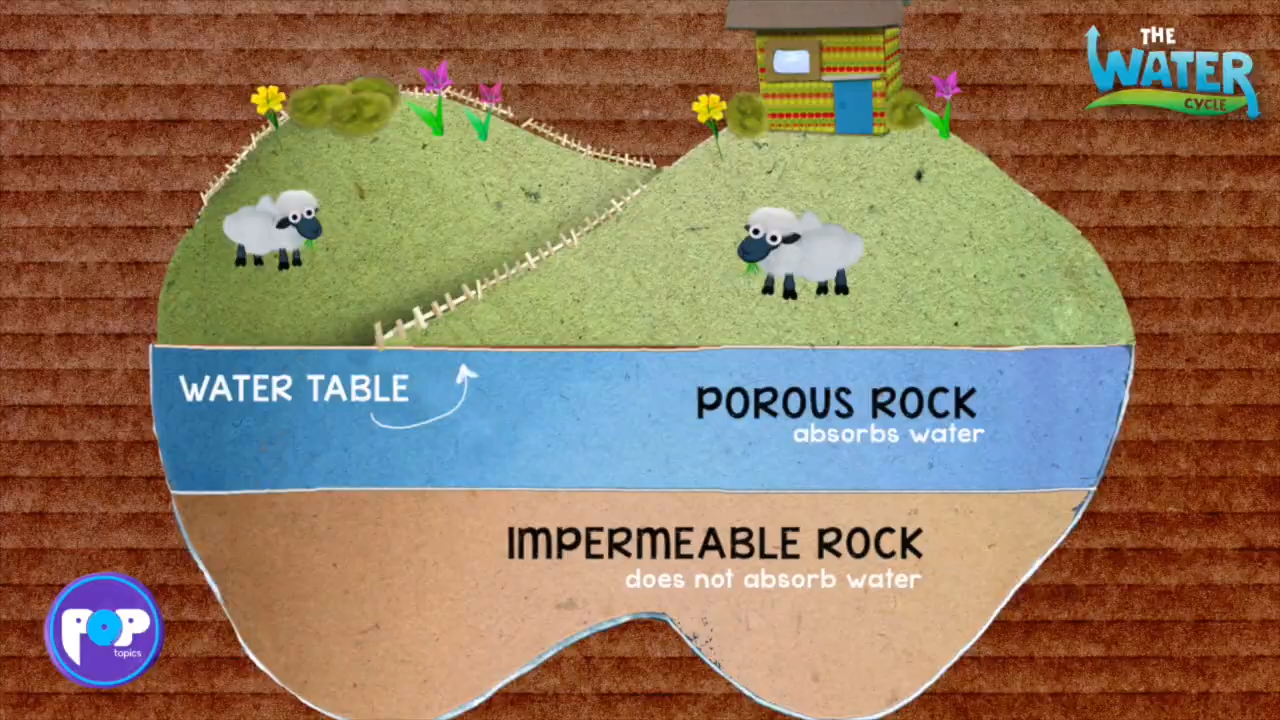 THE
WATER
CYCLE
WATER TABLE
POROUS ROCK
absorbs water
IMPERMEABLE ROCK
does not absorb water
POP
topics